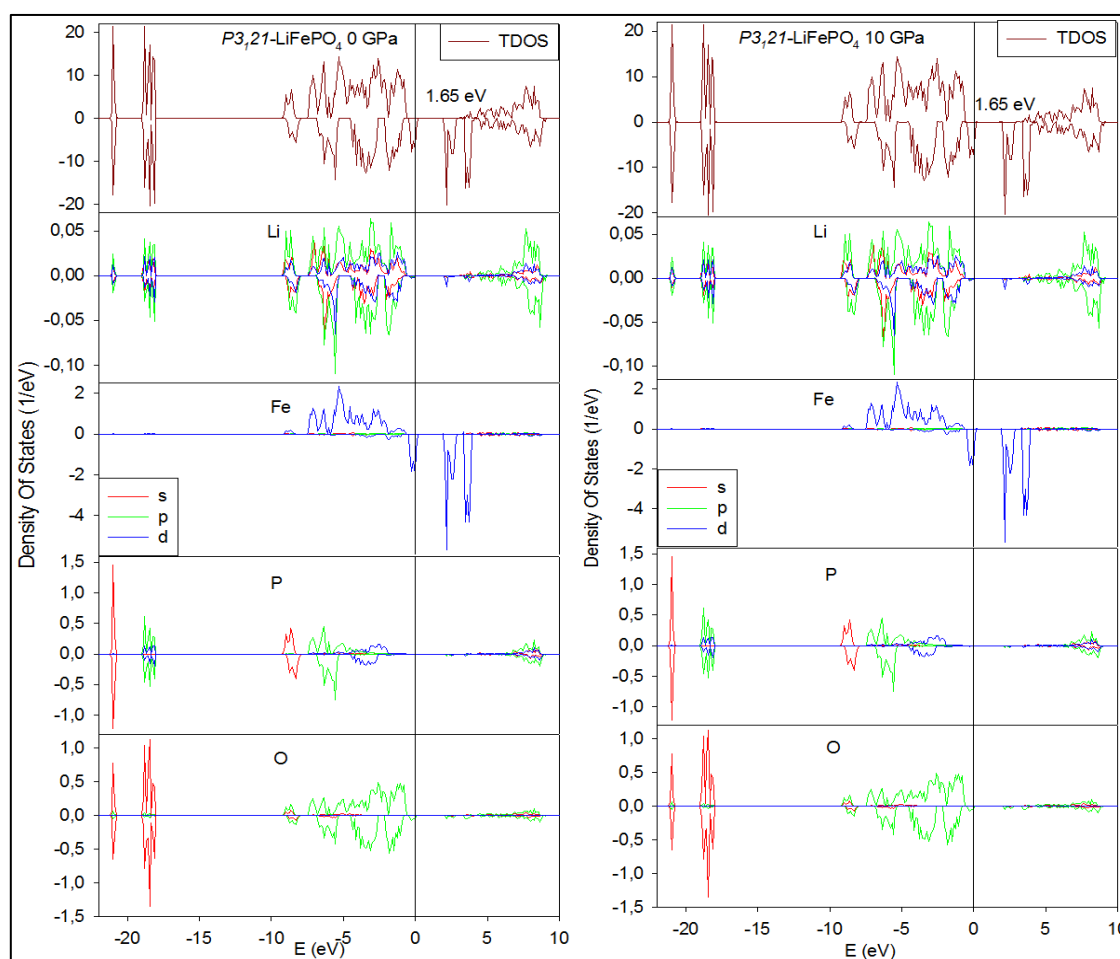 P3₁21-LiFePO₄ 0 GPa
TDOS
1.65 eV
20
10
0
-10
-20
Li
0,05
0,00
-0,05
-0,10
Fe
2
0
-2
-4
s
p
d
P
1,5
1,0
0,5
0,0
-0,5
-1,0
O
1,0
0,5
0,0
-0,5
-1,0
-1,5
-20
-15
-10
-5
0
5
10
E (eV)
Density Of States (1/eV)
P3₁21-LiFePO₄ 10 GPa
TDOS
1.65 eV
20
10
0
-10
-20
Li
0,05
0,00
-0,05
-0,10
Fe
2
0
-2
-4
s
p
d
P
1,5
1,0
0,5
0,0
-0,5
-1,0
O
1,0
0,5
0,0
-0,5
-1,0
-1,5
-20
-15
-10
-5
0
5
10
E (eV)
Density Of States (1/eV)